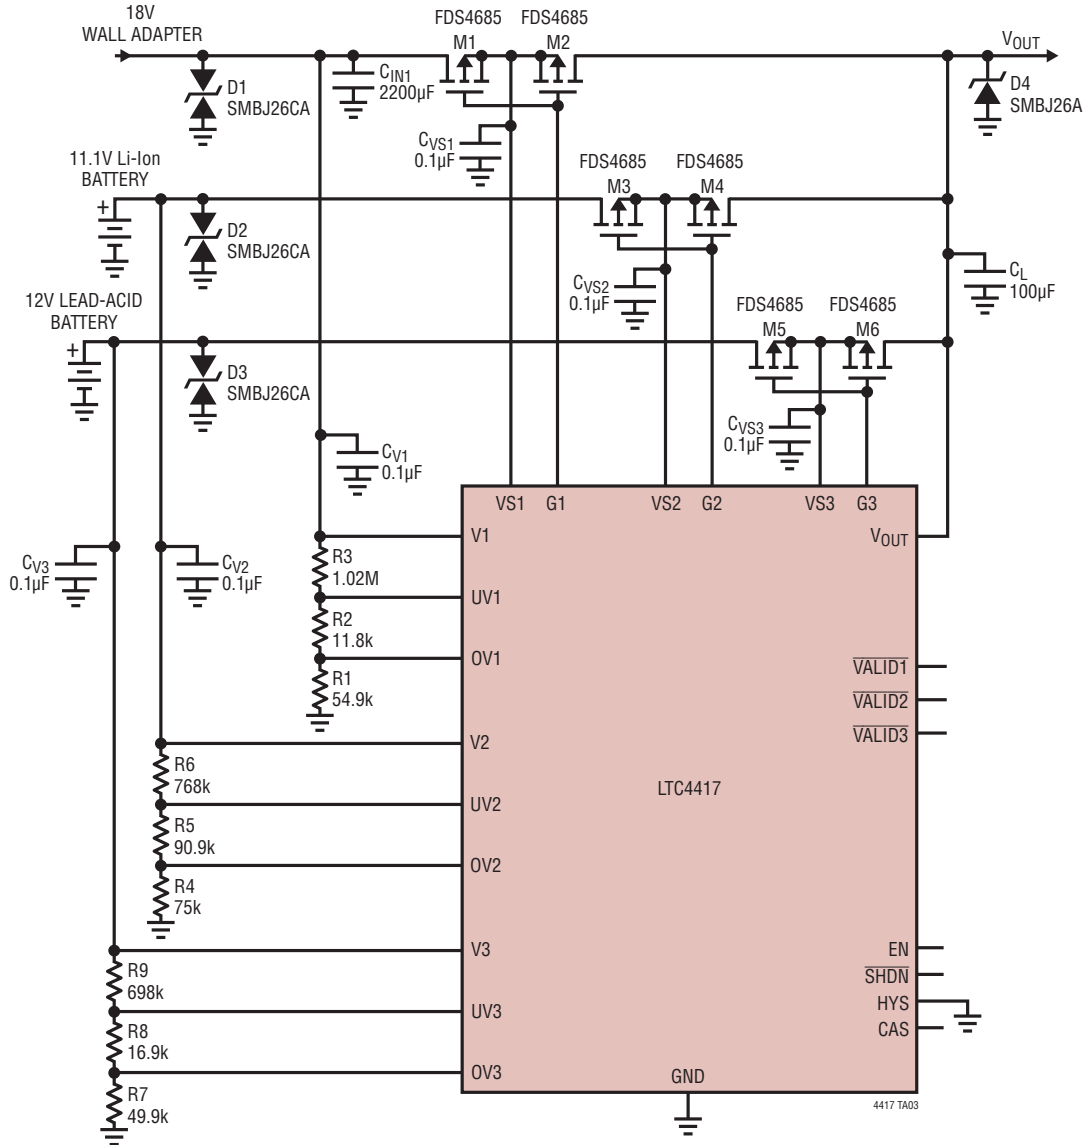 18V
WALL ADAPTER
FDS4685
M1
FDS4685
M2
VOUT
D1
SMBJ26CA
CIN1
2200µF
D4
SMBJ26A
CVS1
0.1µF
11.1V Li-Ion
BATTERY
+
FDS4685
M3
FDS4685
M4
D2
SMBJ26CA
CVS2
0.1µF
CL
100µF
12V LEAD-ACID
BATTERY
+
FDS4685
M5
FDS4685
M6
D3
SMBJ26CA
CVS3
0.1µF
CV1
0.1µF
VS1
G1
VS2
G2
VS3
G3
V1
VOUT
CV3
0.1µF
CV2
0.1µF
R3
1.02M
UV1
R2
11.8k
OV1
R1
54.9k
VALID1
VALID2
VALID3
V2
R6
768k
LTC4417
UV2
R5
90.9k
OV2
R4
75k
V3
EN
R9
698k
SHDN
HYS
UV3
CAS
R8
16.9k
OV3
GND
R7
49.9k
4417 TA03